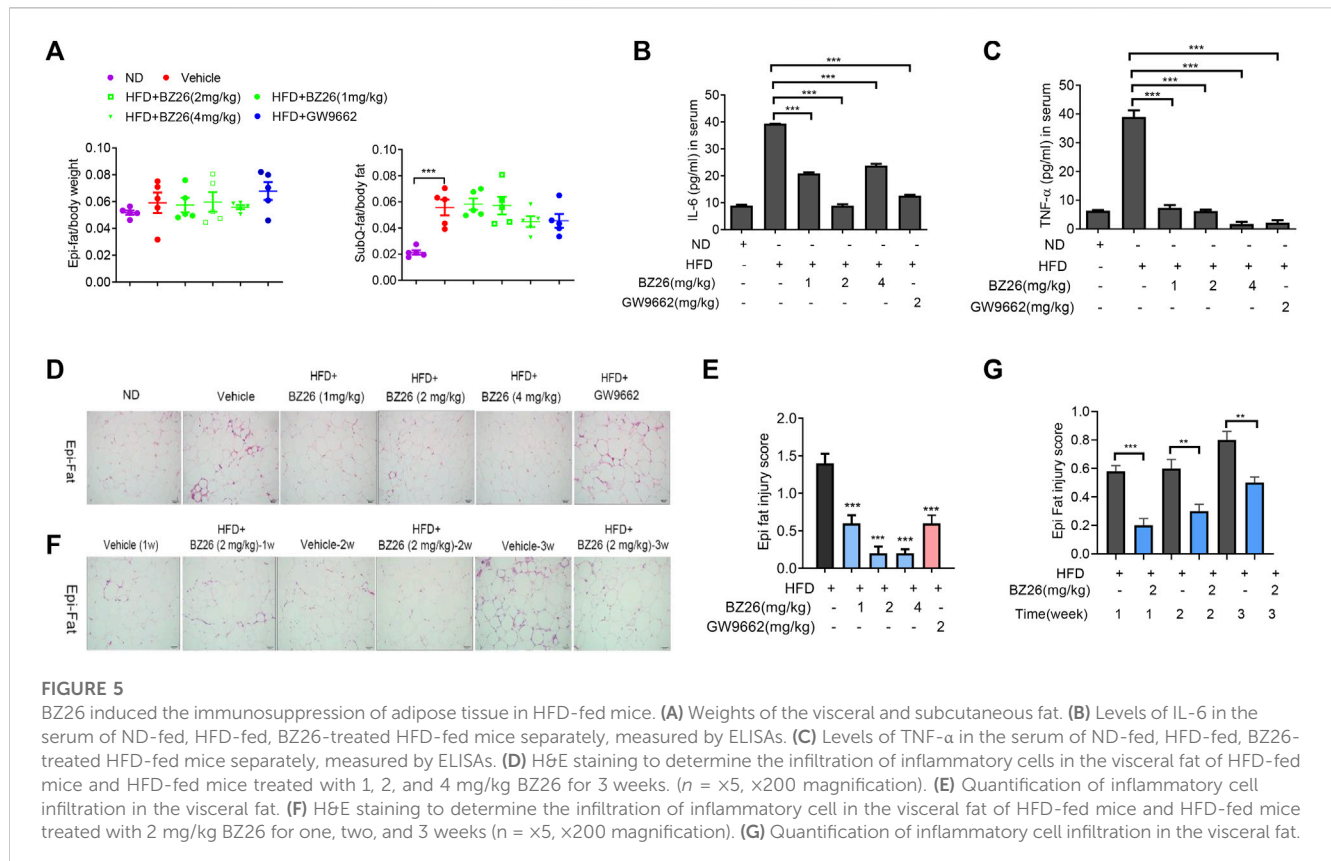 A
ND
Vehicle
HFD+BZ26(2mg/kg)
HFD+BZ26(1mg/kg)
HFD+BZ26(4mg/kg)
HFD+GW9662
Epi-fat/body weight
0.10
0.08
0.06
0.04
0.02
0.00
SubQ-fat/body fat
0.10
0.08
0.06
0.04
0.02
0.00
***
B
IL-6 (pg/ml) in serum
50
40
30
20
10
0
***
***
***
***
ND + - - - - -
HFD - + + + + +
BZ26(mg/kg) - - 1 2 4 -
GW9662(mg/kg) - - - - - 2
C
TNF-α (pg/ml) in serum
50
40
30
20
10
0
***
***
***
***
ND + - - - - -
HFD - + + + + +
BZ26(mg/kg) - - 1 2 4 -
GW9662(mg/kg) - - - - - 2
D
ND
Vehicle
HFD+
BZ26 (1mg/kg)
HFD+
BZ26 (2 mg/kg)
HFD+
BZ26 (4 mg/kg)
HFD+
GW9662
Epi-Fat
F
Vehicle (1w)
HFD+
BZ26 (2 mg/kg)-1w
Vehicle-2w
HFD+
BZ26 (2 mg/kg)-2w
Vehicle-3w
HFD+
BZ26 (2 mg/kg)-3w
Epi-Fat
E
Epi fat injury score
2.0
1.5
1.0
0.5
0.0
***
***
***
***
HFD + + + + +
BZ26(mg/kg) - 1 2 4 -
GW9662(mg/kg) - - - - 2
G
Epi Fat injury score
1.0
0.8
0.6
0.4
0.2
0.0
***
**
**
HFD + + + + + +
BZ26(mg/kg) - 2 - 2 - 2
Time(week) 1 1 2 2 3 3
FIGURE 5
BZ26 induced the immunosuppression of adipose tissue in HFD-fed mice. (A) Weights of the visceral and subcutaneous fat. (B) Levels of IL-6 in the
serum of ND-fed, HFD-fed, BZ26-treated HFD-fed mice separately, measured by ELISAs. (C) Levels of TNF-α in the serum of ND-fed, HFD-fed, BZ26-
treated HFD-fed mice separately, measured by ELISAs. (D) H&E staining to determine the infiltration of inflammatory cells in the visceral fat of HFD-fed
mice and HFD-fed mice treated with 1, 2, and 4 mg/kg BZ26 for 3 weeks. (n = ×5, ×200 magnification). (E) Quantification of inflammatory cell
infiltration in the visceral fat. (F) H&E staining to determine the infiltration of inflammatory cell in the visceral fat of HFD-fed mice and HFD-fed mice
treated with 2 mg/kg BZ26 for one, two, and 3 weeks (n = ×5, ×200 magnification). (G) Quantification of inflammatory cell infiltration in the visceral fat.